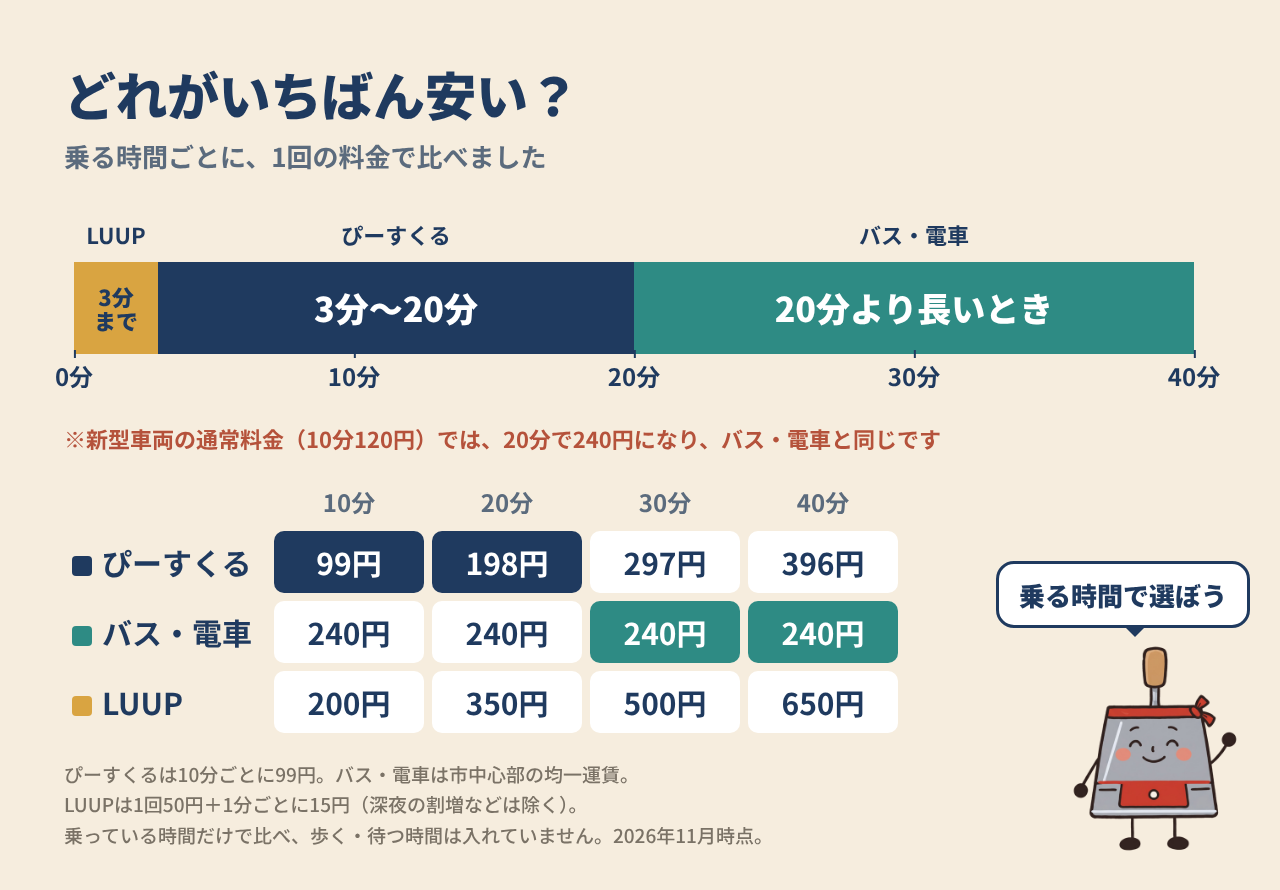 どれがいちばん安い？
乗る時間ごとに、1回の料金で比べました
LUUP ぴーすくる バス・電車
3分
まで
3分〜20分 20分より長いとき
0分 10分 20分 30分 40分
※新型車両の通常料金（10分120円）では、20分で240円になり、バス・電車と同じです
10分 20分 30分 40分
ぴーすくる 99円 198円 297円 396円
バス・電車 240円 240円 240円 240円
LUUP 200円 350円 500円 650円
乗る時間で選ぼう
ぴーすくるは10分ごとに99円。バス・電車は市中心部の均一運賃。
LUUPは1回50円＋1分ごとに15円（深夜の割増などは除く）。
乗っている時間だけで比べ、歩く・待つ時間は入れていません。2026年11月時点。